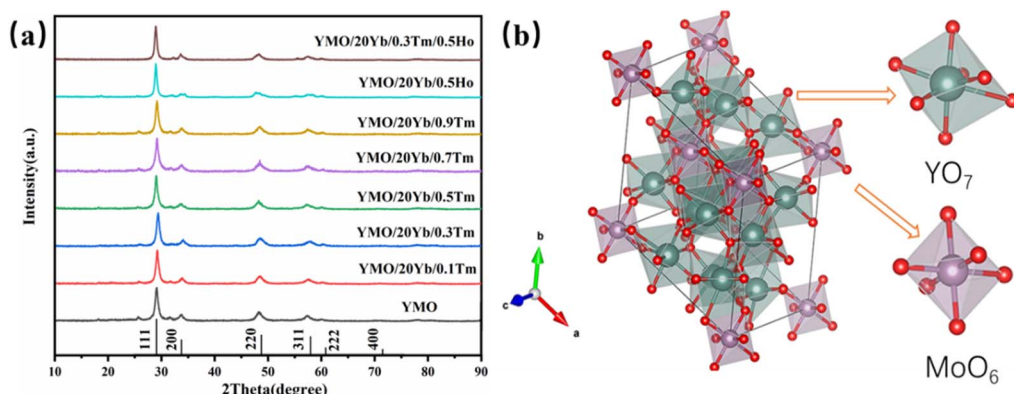 (a)
YMO/20Yb/0.3Tm/0.5Ho
YMO/20Yb/0.5Ho
YMO/20Yb/0.9Tm
YMO/20Yb/0.7Tm
YMO/20Yb/0.5Tm
YMO/20Yb/0.3Tm
YMO/20Yb/0.1Tm
YMO
111 200 220 311 222 400
10 20 30 40 50 60 70 80 90
2Theta(degree)
Intensity(a.u.)
(b)
YO₇
MoO₆
b
c
a